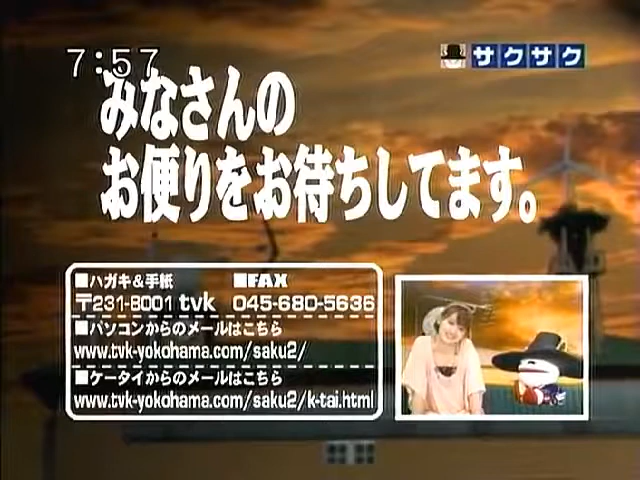 7:57
サクサク
みなさんの
お便りをお待ちしてます。
■ハガキ&手紙 ■FAX
〒231-8001 tvk 045-680-5636
■パソコンからのメールはこちら
www.tvk-yokohama.com/saku2/
■ケータイからのメールはこちら
www.tvk-yokohama.com/saku2/k-tai.html